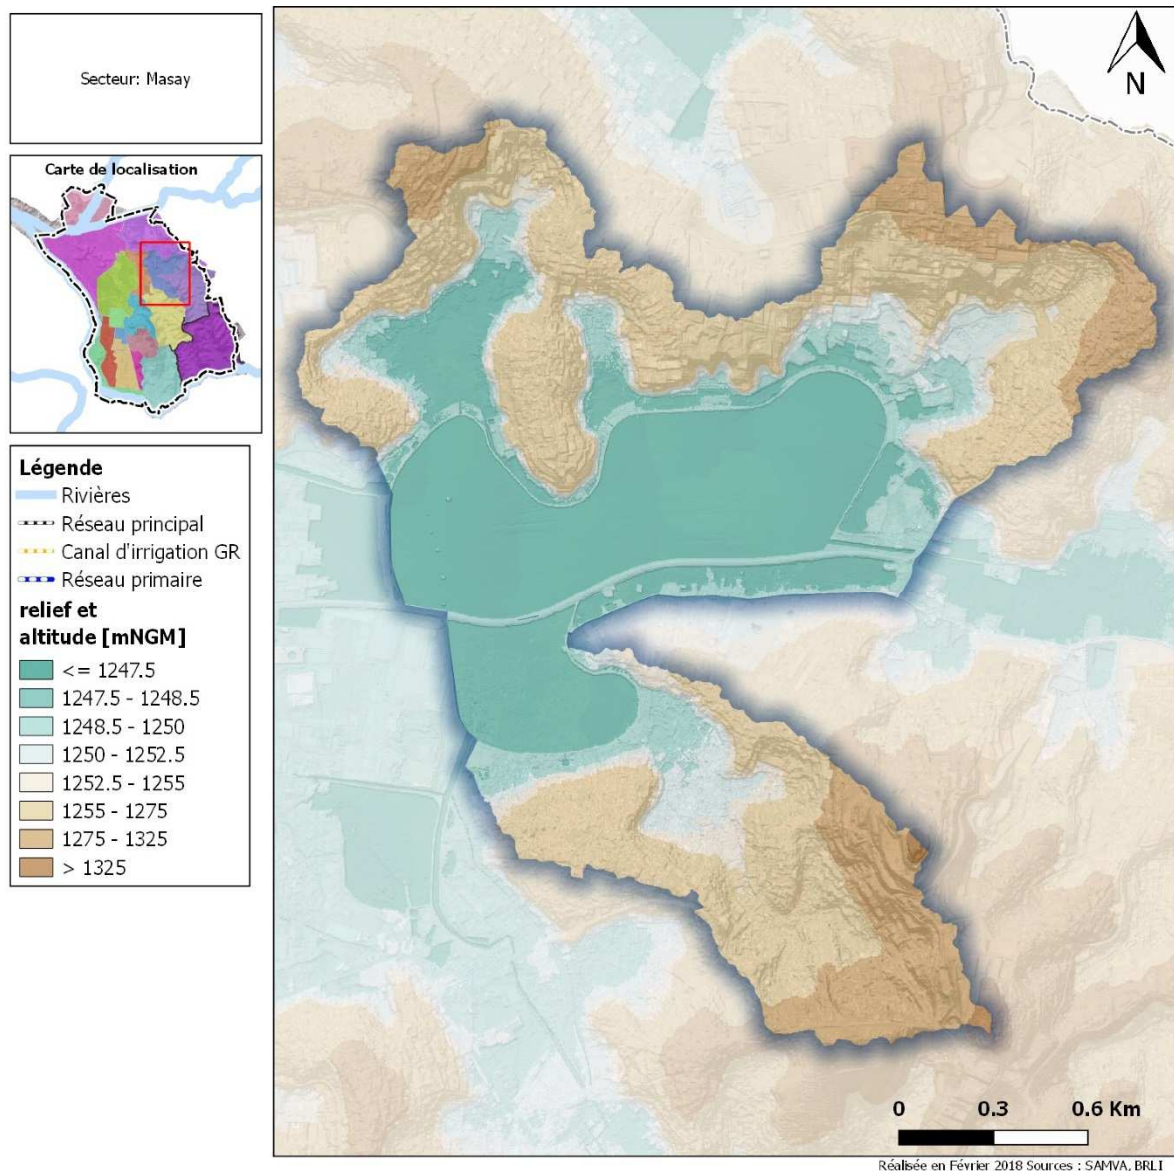 Secteur: Masay
Carte de localisation
Légende
Rivières
Réseau principal
Canal d'irrigation GR
Réseau primaire
relief et
altitude [mNGM]
<= 1247.5
1247.5 - 1248.5
1248.5 - 1250
1250 - 1252.5
1252.5 - 1255
1255 - 1275
1275 - 1325
> 1325
N
0 0.3 0.6 Km
Réalisée en Février 2018 Sources : SAMVA, BRLI